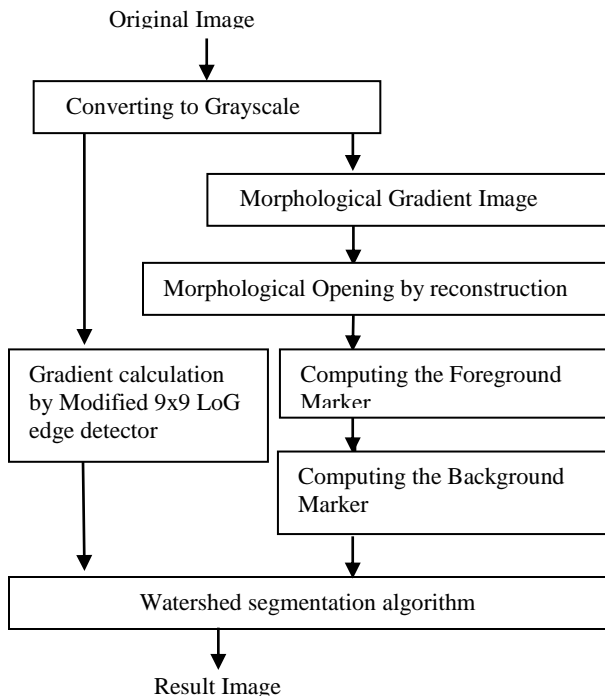 Original Image
Converting to Grayscale
Morphological Gradient Image
Morphological Opening by reconstruction
Gradient calculation
by Modified 9x9 LoG
edge detector
Computing the Foreground
Marker
Computing the Background
Marker
Watershed segmentation algorithm
Result Image